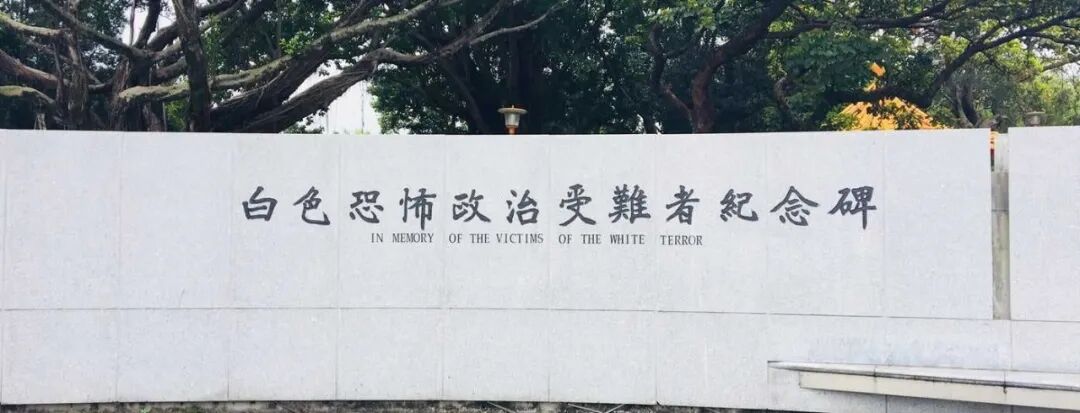 白色恐怖政治受難者紀念碑
IN MEMORY OF THE VICTIMS OF THE WHITE TERROR